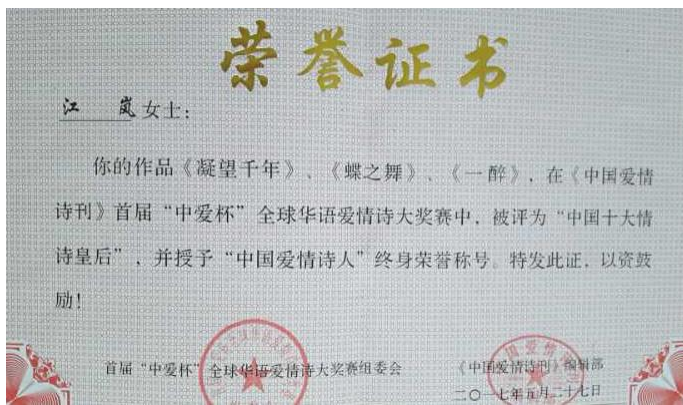 荣誉证书
江 岚女士：
你的作品《凝望千年》、《蝶之舞》、《一醉》，在《中国爱情
诗刊》首届“中爱杯”全球华语爱情诗大奖赛中，被评为“中国十大情
诗皇后”，并授予“中国爱情诗人”终身荣誉称号。特发此证，以资鼓
励！
首届“中爱杯”全球华语爱情诗大奖赛组委会 《中国爱情诗刊》编辑部
二〇一七年五月二十七日